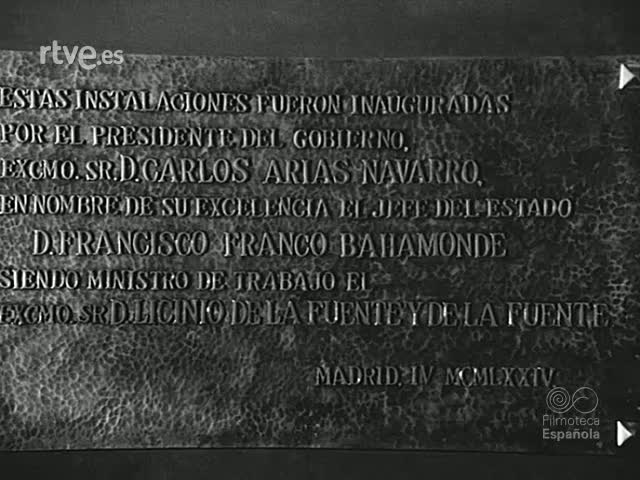 rtve.es
ESTAS INSTALACIONES FUERON INAUGURADAS
POR EL PRESIDENTE DEL GOBIERNO,
EXCMO. SR. D. CARLOS ARIAS NAVARRO,
EN NOMBRE DE SU EXCELENCIA EL JEFE DEL ESTADO
D. FRANCISCO FRANCO BAHAMONDE
SIENDO MINISTRO DE TRABAJO EL
EXCMO. SR. D. LICINIO DE LA FUENTE Y DE LA FUENTE
MADRID, IV MCMLXXIV
Filmoteca
Española